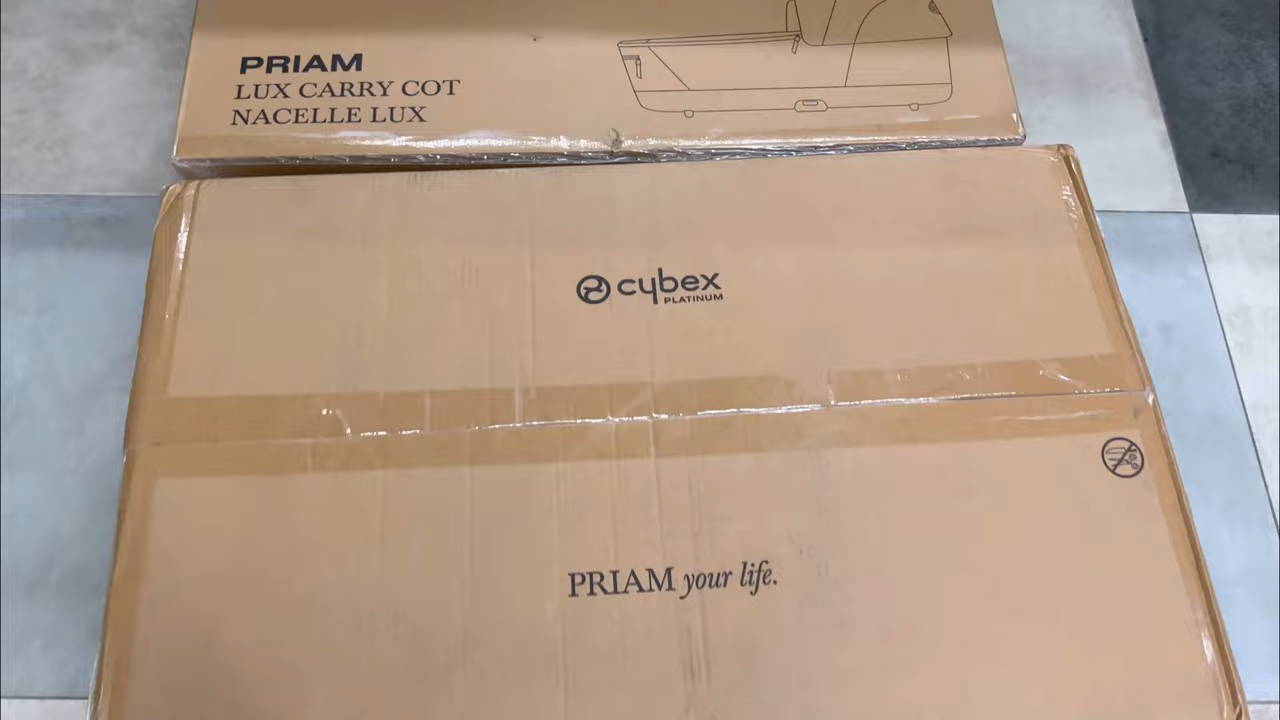 PRIAM
LUX CARRY COT
NACELLE LUX
cybex
PLATINUM
PRIAM your life.